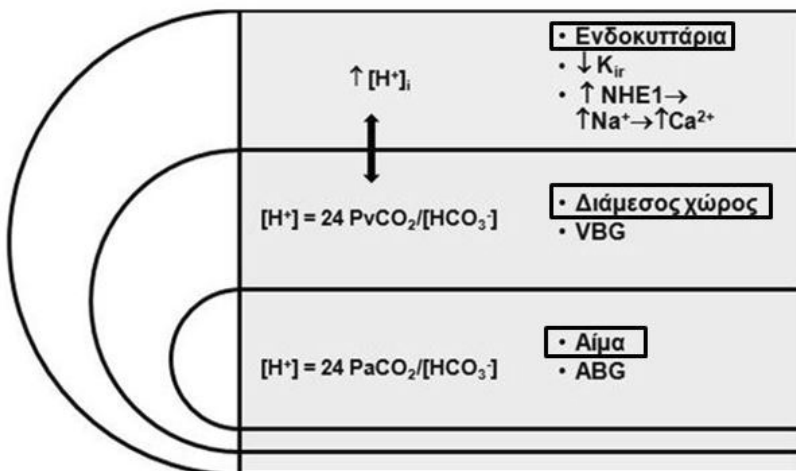 • Ενδοκυττάρια
• ↓ Kir
↑ [H⁺]i
• ↑ NHE1→
↑Na⁺→↑Ca²⁺
• Διάμεσος χώρος
[H⁺] = 24 PvCO₂/[HCO₃⁻]
• VBG
• Αίμα
[H⁺] = 24 PaCO₂/[HCO₃⁻]
• ABG